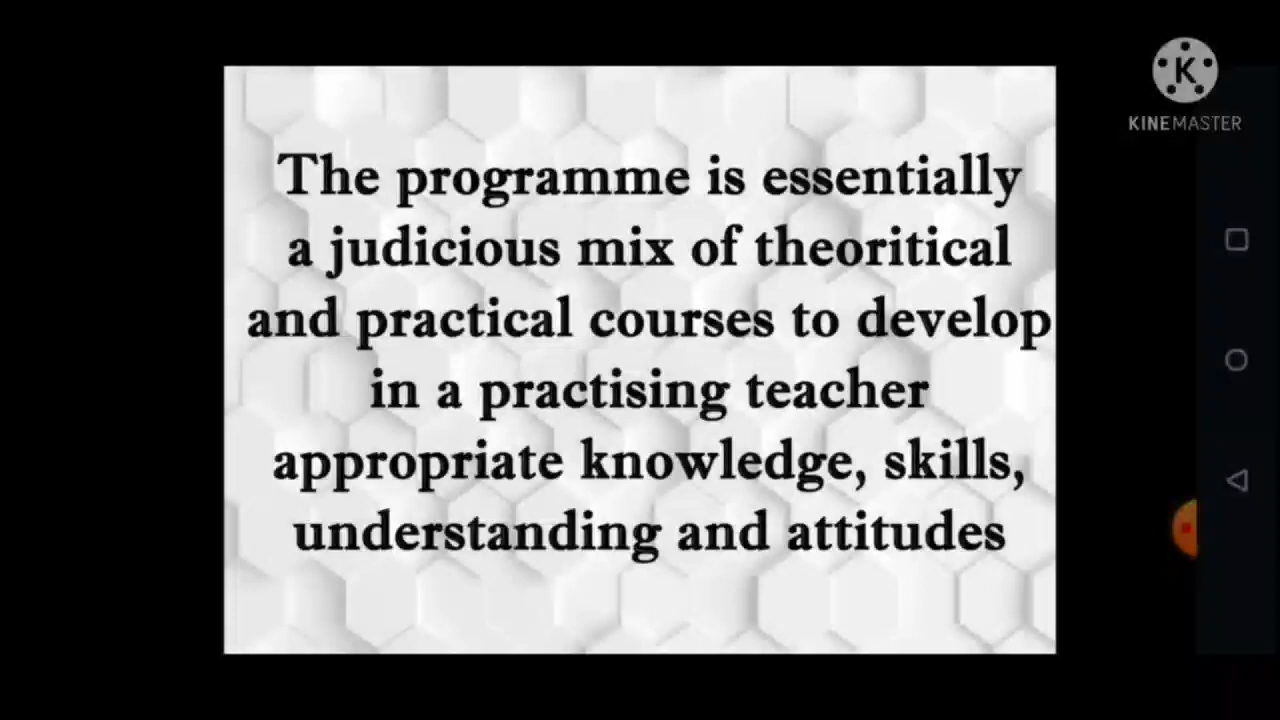 K
KINEMASTER
The programme is essentially
a judicious mix of theoritical
and practical courses to develop
in a practising teacher
appropriate knowledge, skills,
understanding and attitudes